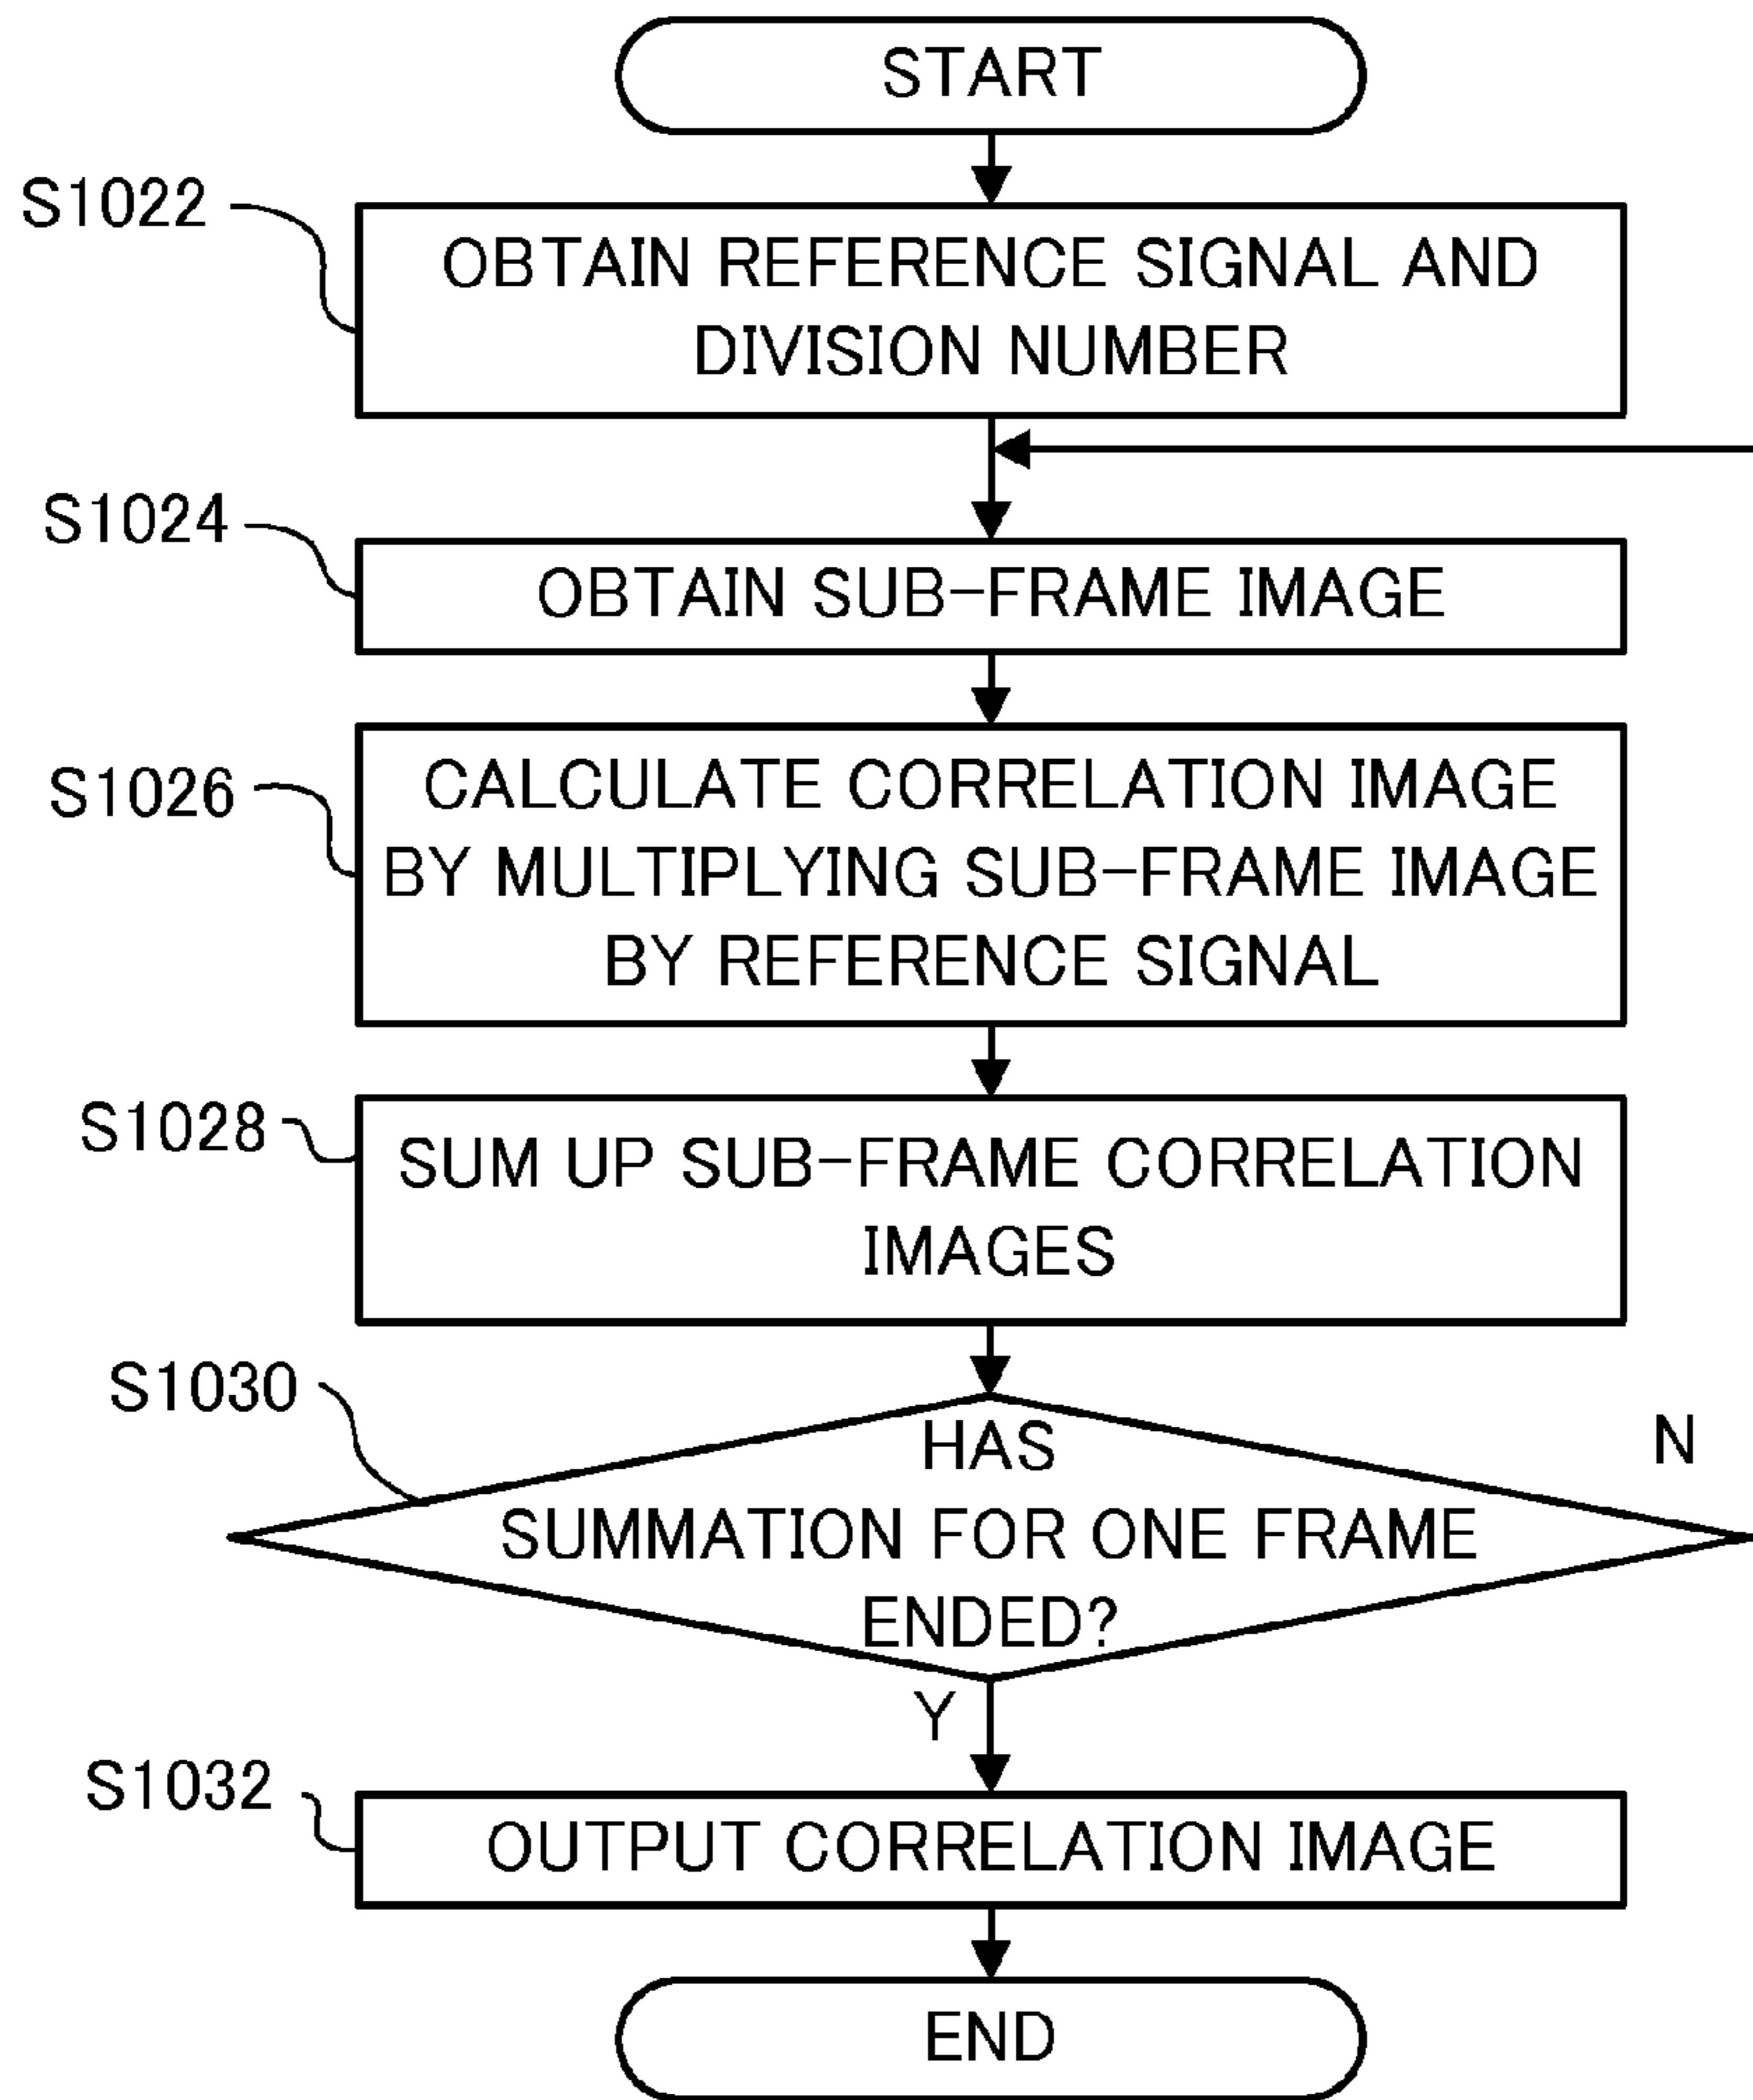 START
S1022
OBTAIN REFERENCE SIGNAL AND
DIVISION NUMBER
S1024
OBTAIN SUB-FRAME IMAGE
S1026
CALCULATE CORRELATION IMAGE
BY MULTIPLYING SUB-FRAME IMAGE
BY REFERENCE SIGNAL
S1028
SUM UP SUB-FRAME CORRELATION
IMAGES
S1030
HAS
SUMMATION FOR ONE FRAME
ENDED?
N
Y
S1032
OUTPUT CORRELATION IMAGE
END